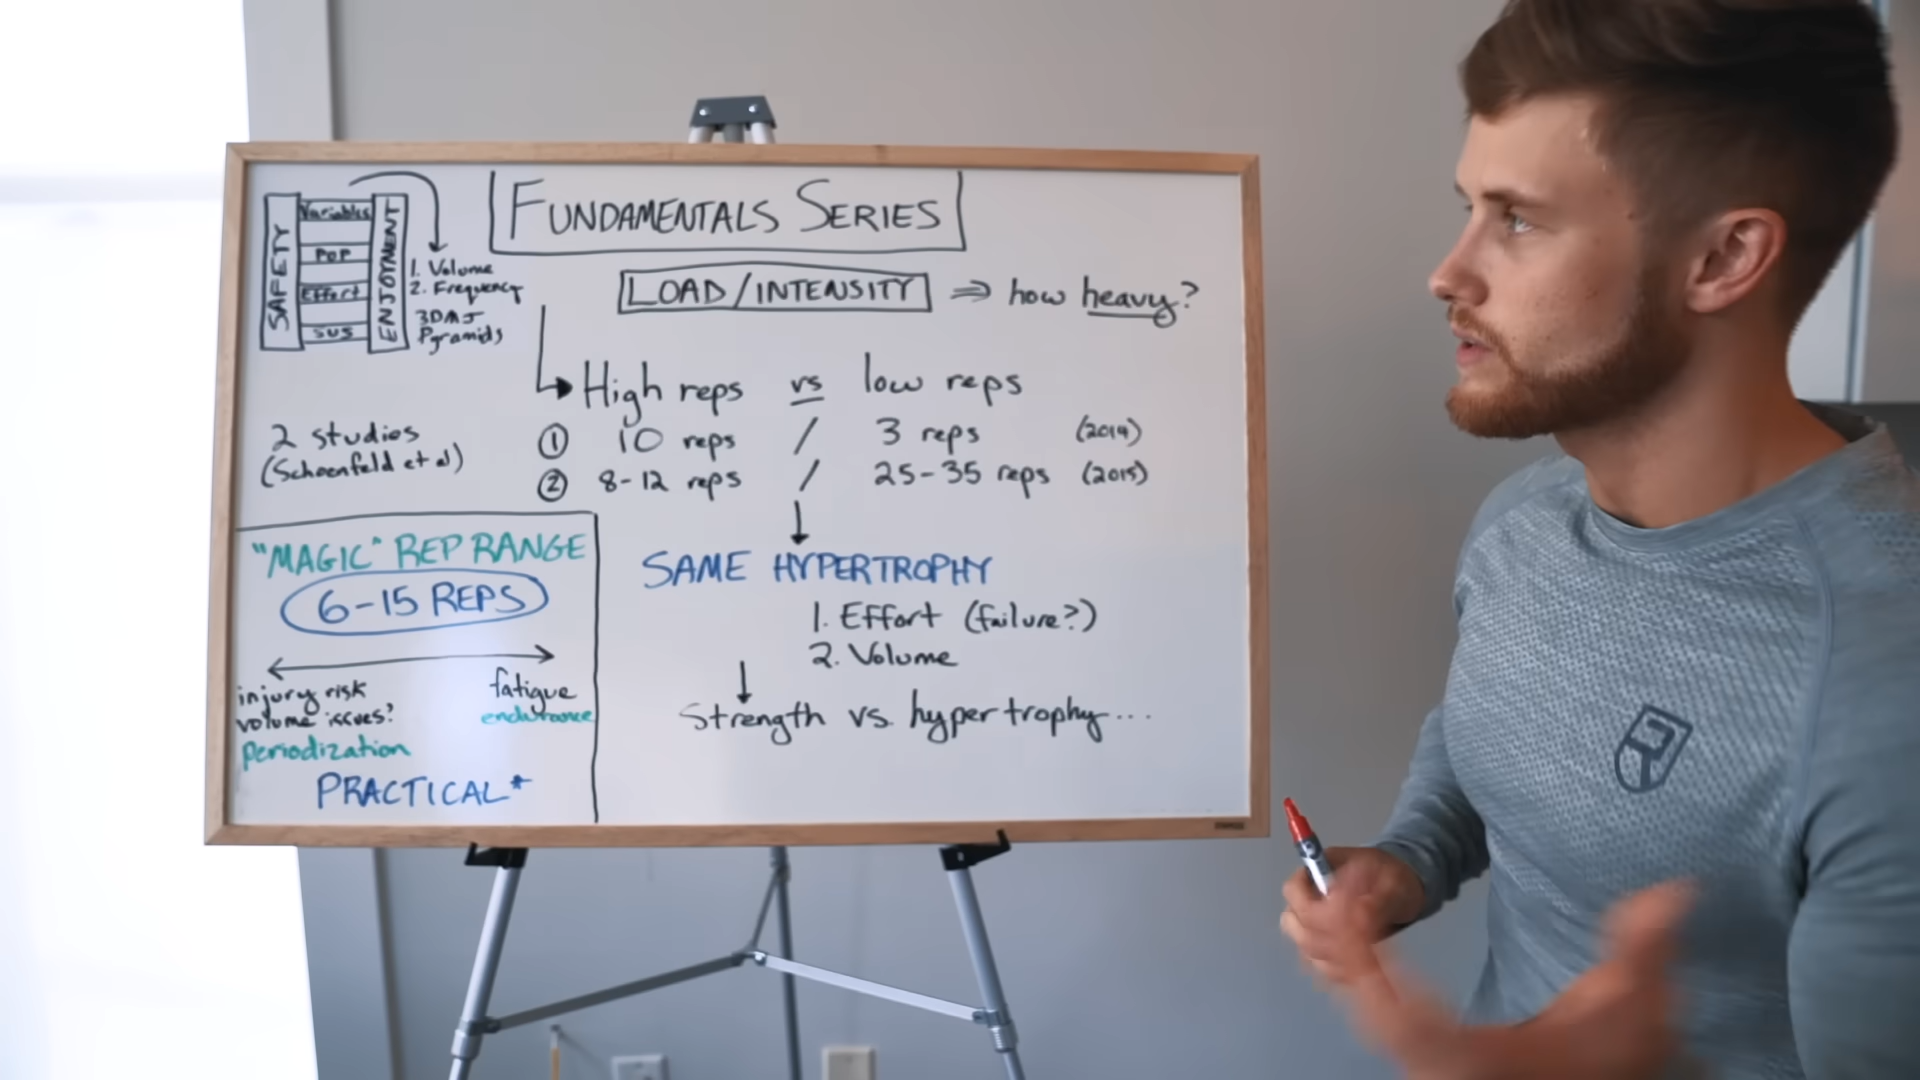 FUNDAMENTALS SERIES
SAFETY
Variables
POP
Effort
SUS
ENJOYMENT
1. Volume
2. Frequency
3DMJ
Pyramids
LOAD/INTENSITY ⇒ how heavy?
High reps vs low reps
2 studies
(Schoenfeld et al)
① 10 reps / 3 reps (2014)
② 8-12 reps / 25-35 reps (2015)
SAME HYPERTROPHY
1. Effort (failure?)
2. Volume
Strength vs. hypertrophy...
"MAGIC" REP RANGE
6-15 REPS
injury risk
volume issues?
periodization
fatigue
endurance
PRACTICAL*